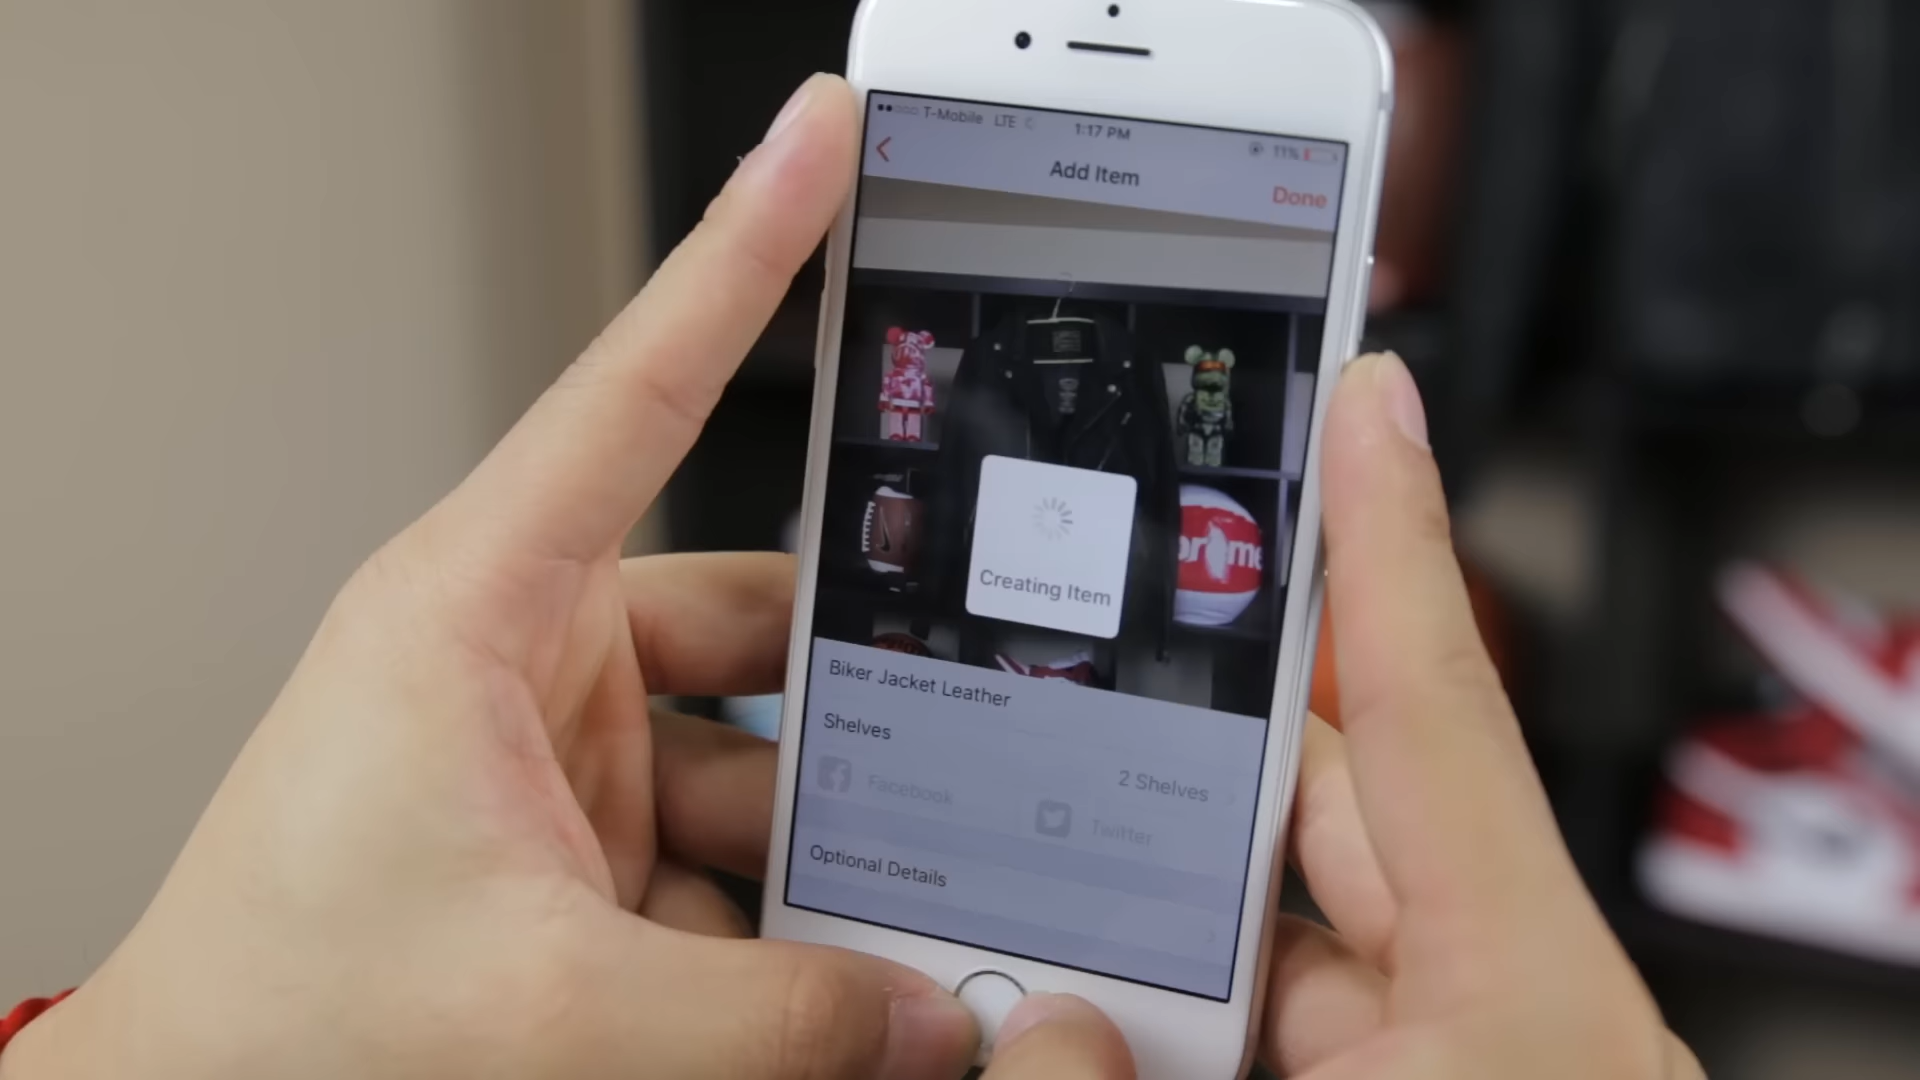 T-Mobile LTE 1:17 PM 11%
Add Item
Done
preme
Creating Item
Biker Jacket Leather
Shelves
2 Shelves
Facebook
Twitter
Optional Details